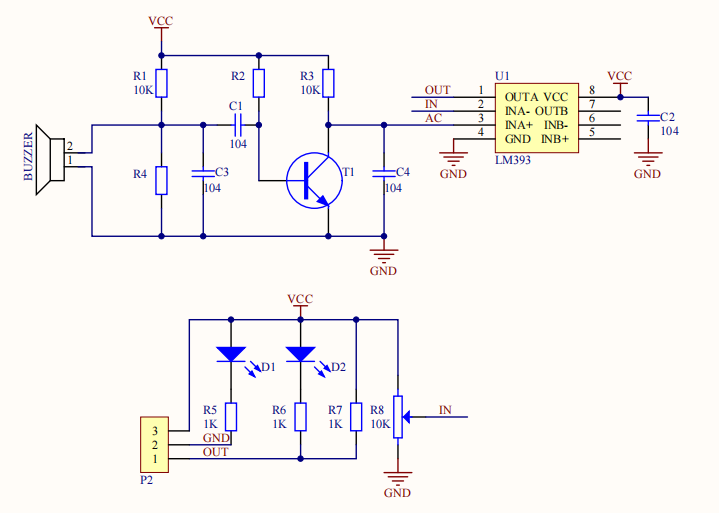 VCC
R1
10K
R2
R3
10K
C1
104
BUZZER
2
1
R4
C3
104
T1
C4
104
GND
OUT
IN
AC
U1
1
2
3
4
OUTA VCC
INA- OUTB
INA+ INB-
GND INB+
8
7
6
5
LM393
GND
VCC
C2
104
GND
VCC
D1
D2
R5
1K
R6
1K
R7
1K
R8
10K
IN
3
2
1
GND
OUT
P2
GND